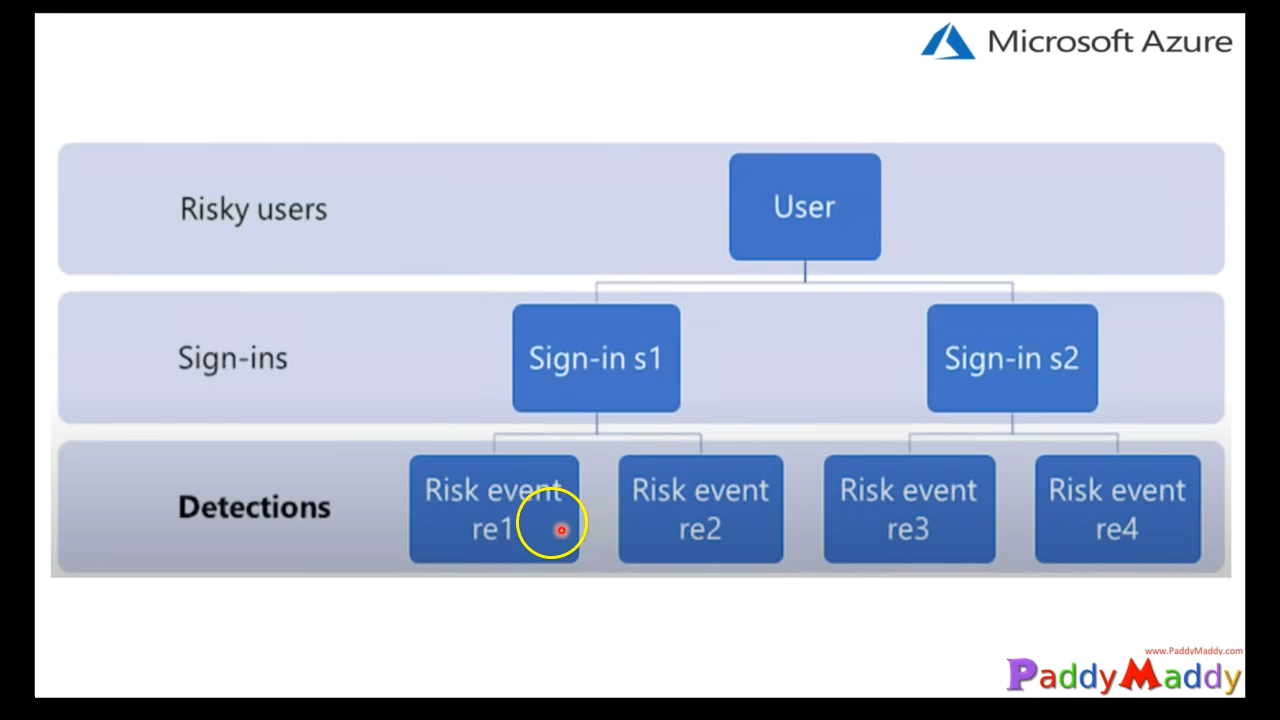 Microsoft Azure
Risky users
User
Sign-ins
Sign-in s1
Sign-in s2
Detections
Risk event
re1
Risk event
re2
Risk event
re3
Risk event
re4
www.PaddyMaddy.com
PaddyMaddy